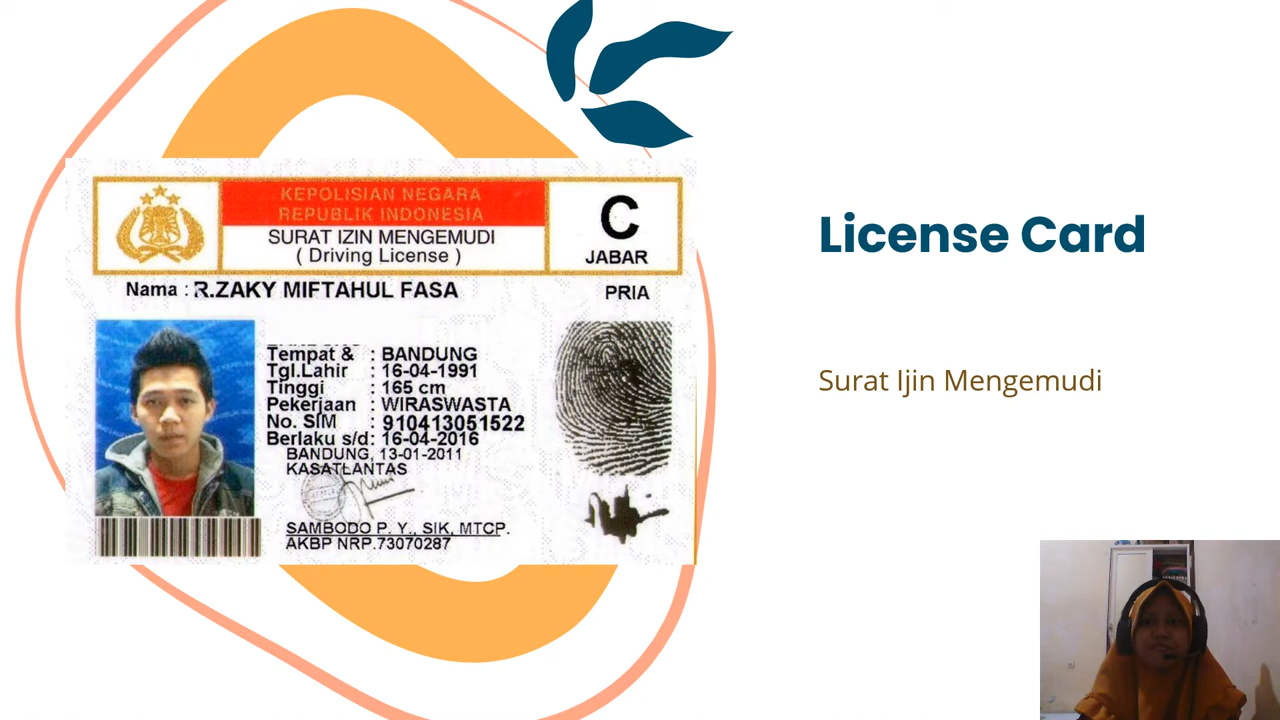 KEPOLISIAN NEGARA
REPUBLIK INDONESIA
SURAT IZIN MENGEMUDI
( Driving License )
C
JABAR
Nama : R.ZAKY MIFTAHUL FASA
PRIA
Tempat & : BANDUNG
Tgl.Lahir : 16-04-1991
Tinggi : 165 cm
Pekerjaan : WIRASWASTA
No. SIM : 910413051522
Berlaku s/d: 16-04-2016
BANDUNG, 13-01-2011
KASATLANTAS
SAMBODO P. Y., SIK, MTCP.
AKBP NRP.73070287
License Card
Surat Ijin Mengemudi